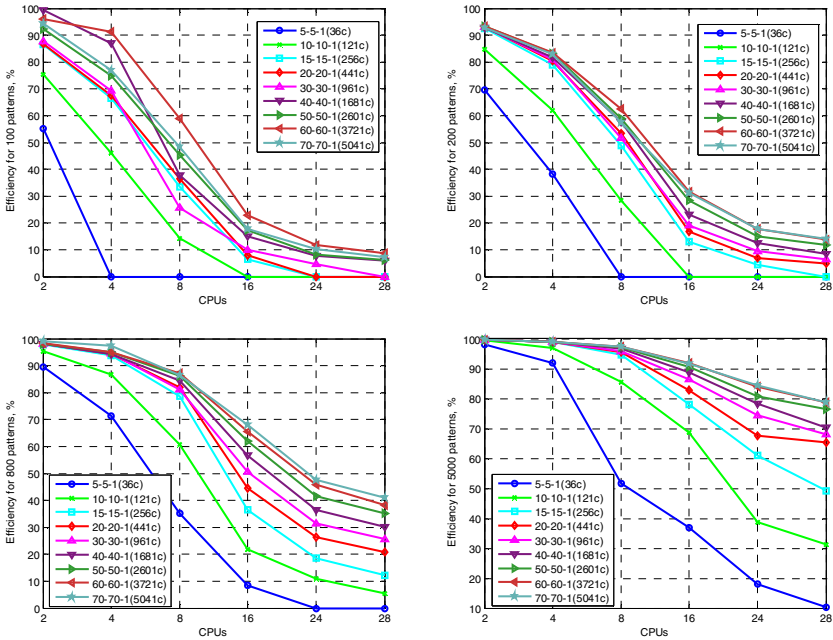 Efficiency for 100 patterns, %
100
90
80
70
60
50
40
30
20
10
0
2 4 8 16 24 28
CPUs
5-5-1(36c)
10-10-1(121c)
15-15-1(256c)
20-20-1(441c)
30-30-1(961c)
40-40-1(1681c)
50-50-1(2601c)
60-60-1(3721c)
70-70-1(5041c)
Efficiency for 200 patterns, %
100
90
80
70
60
50
40
30
20
10
0
2 4 8 16 24 28
CPUs
5-5-1(36c)
10-10-1(121c)
15-15-1(256c)
20-20-1(441c)
30-30-1(961c)
40-40-1(1681c)
50-50-1(2601c)
60-60-1(3721c)
70-70-1(5041c)
Efficiency for 800 patterns, %
100
90
80
70
60
50
40
30
20
10
0
2 4 8 16 24 28
CPUs
5-5-1(36c)
10-10-1(121c)
15-15-1(256c)
20-20-1(441c)
30-30-1(961c)
40-40-1(1681c)
50-50-1(2601c)
60-60-1(3721c)
70-70-1(5041c)
Efficiency for 5000 patterns, %
100
90
80
70
60
50
40
30
20
10
2 4 8 16 24 28
CPUs
5-5-1(36c)
10-10-1(121c)
15-15-1(256c)
20-20-1(441c)
30-30-1(961c)
40-40-1(1681c)
50-50-1(2601c)
60-60-1(3721c)
70-70-1(5041c)